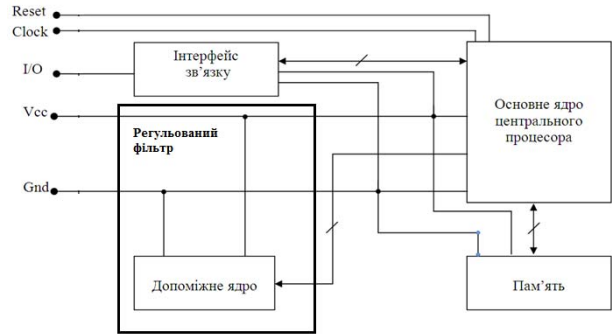 Reset
Clock
I/O
Vcc
Gnd
Інтерфейс
зв’язку
Регульований
фільтр
Допоміжне ядро
Основне ядро
центрального
процесора
Пам’ять